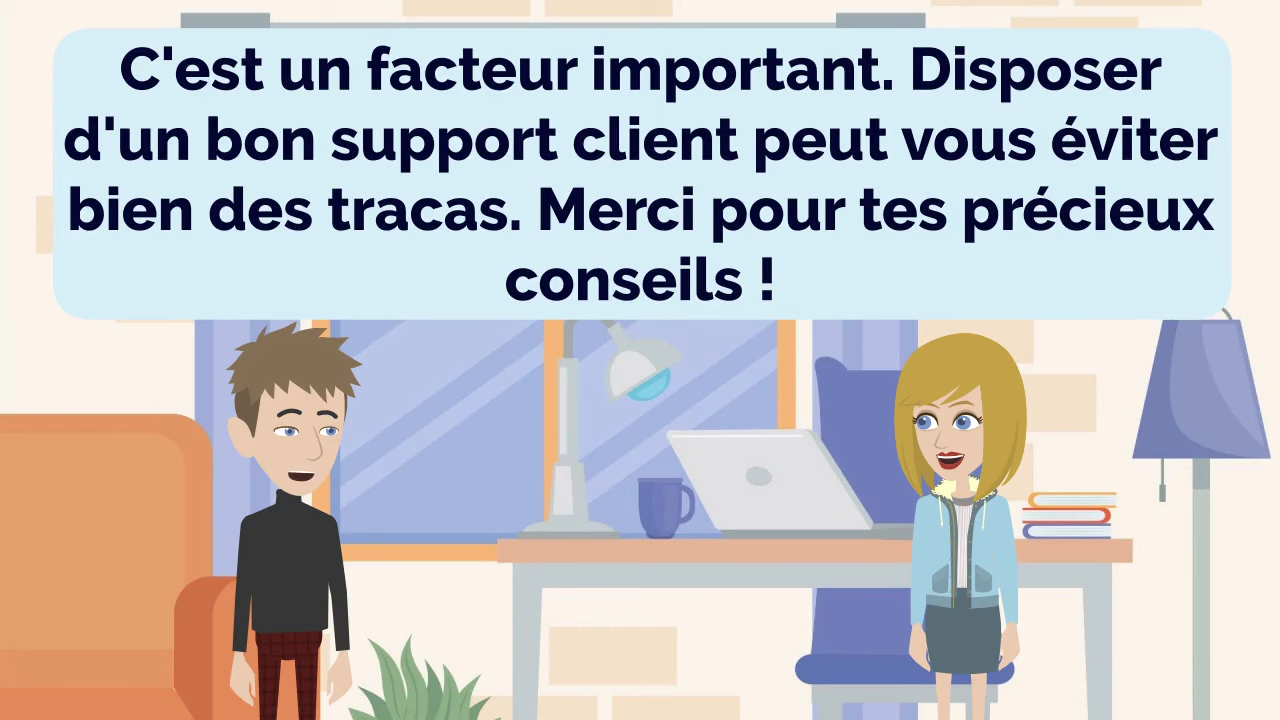 C'est un facteur important. Disposer
d'un bon support client peut vous éviter
bien des tracas. Merci pour tes précieux
conseils !